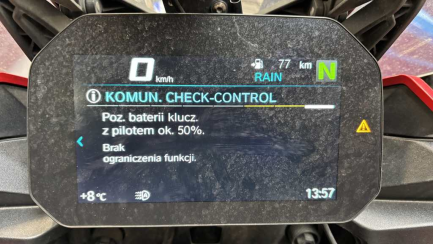 0 km/h 77 km N
RAIN
KOMUN. CHECK-CONTROL
Poz. baterii klucz.
z pilotem ok. 50%.
Brak
ograniczenia funkcji.
+8°C 13:57